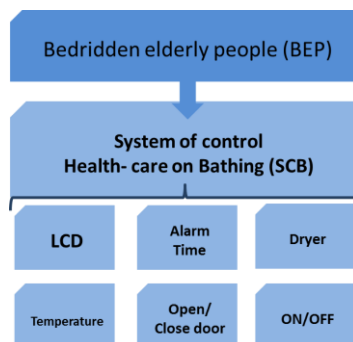 Bedridden elderly people (BEP)
System of control
Health- care on Bathing (SCB)
LCD
Alarm
Time
Dryer
Temperature
Open/
Close door
ON/OFF